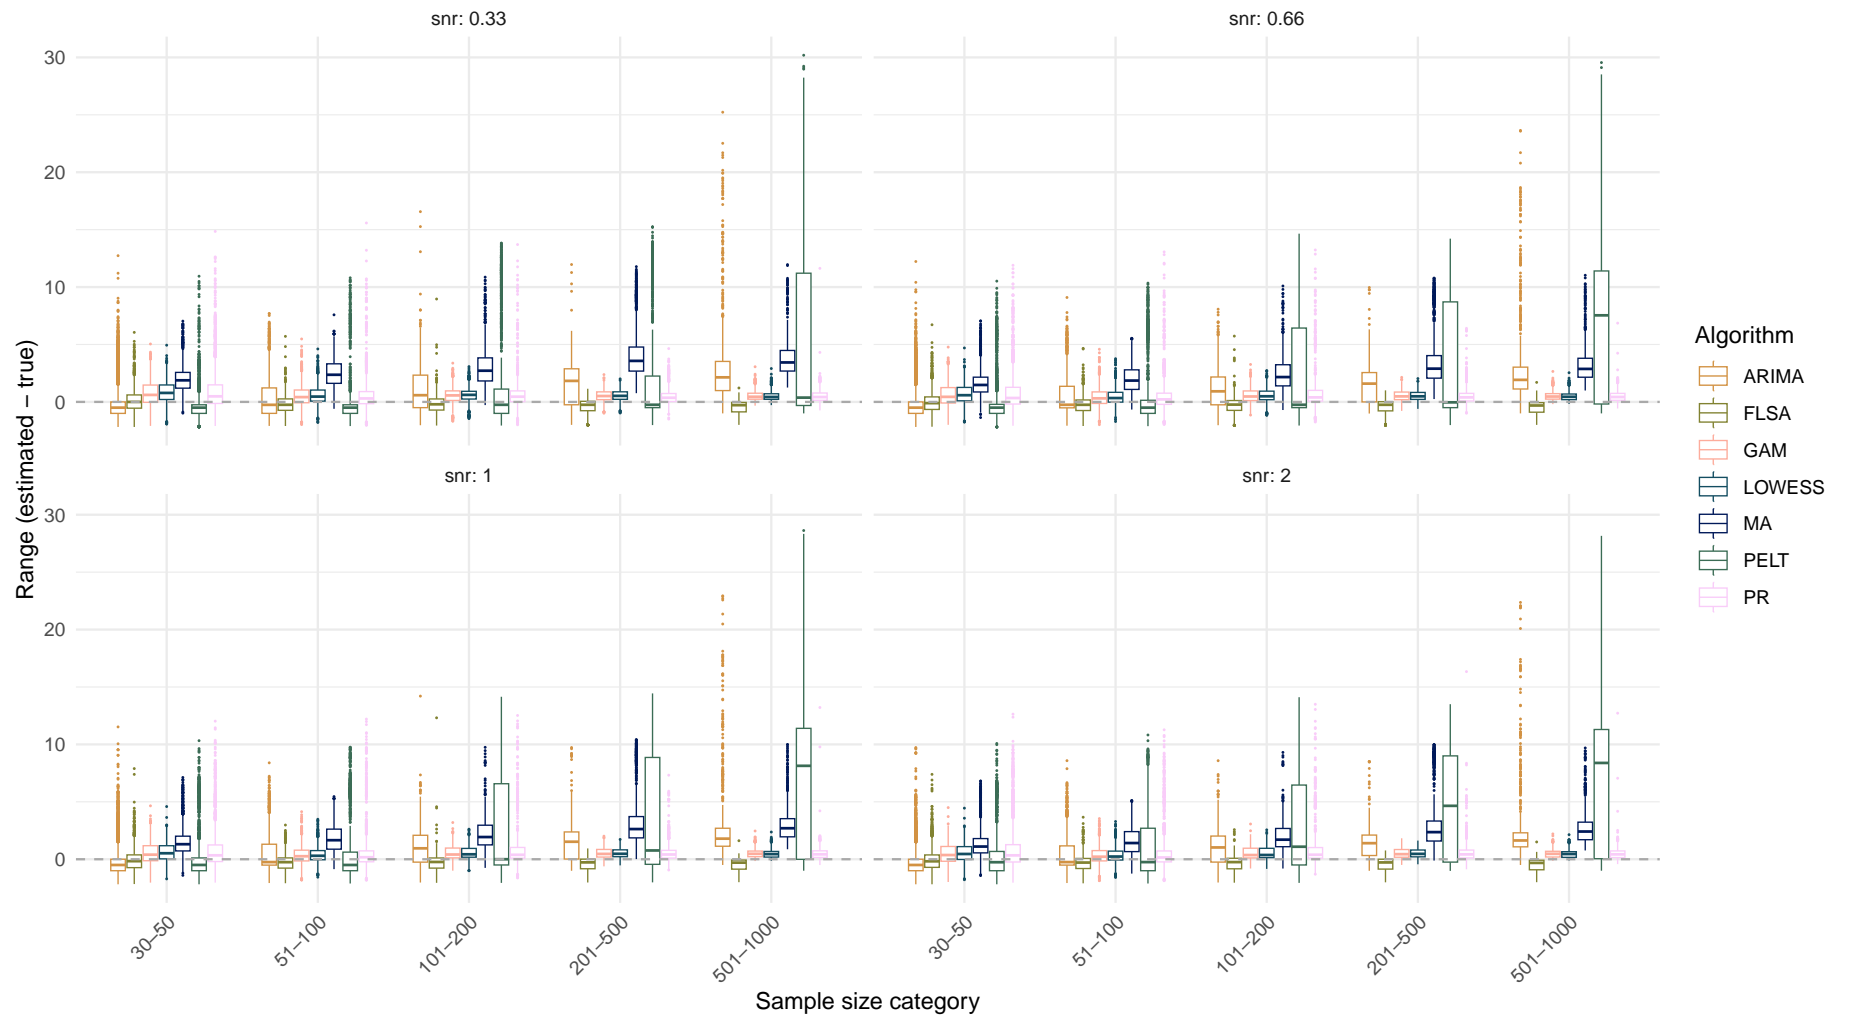 snr: 0.33
snr: 0.66
30
20
10
0
snr: 1
snr: 2
30
20
10
0
Range (estimated − true)
30−50
51−100
101−200
201−500
501−1000
30−50
51−100
101−200
201−500
501−1000
Sample size category
Algorithm
ARIMA
FLSA
GAM
LOWESS
MA
PELT
PR